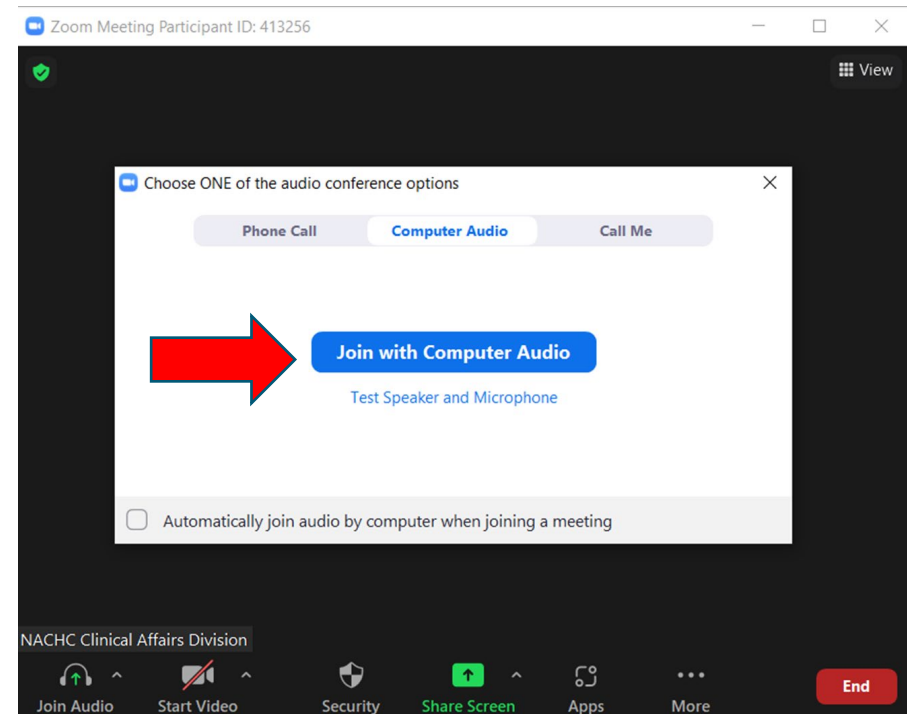 Zoom Meeting Participant ID: 413256
View
Choose ONE of the audio conference options
Phone Call Computer Audio Call Me
Join with Computer Audio
Test Speaker and Microphone
Automatically join audio by computer when joining a meeting
NACHC Clinical Affairs Division
Join Audio Start Video Security Share Screen Apps More End